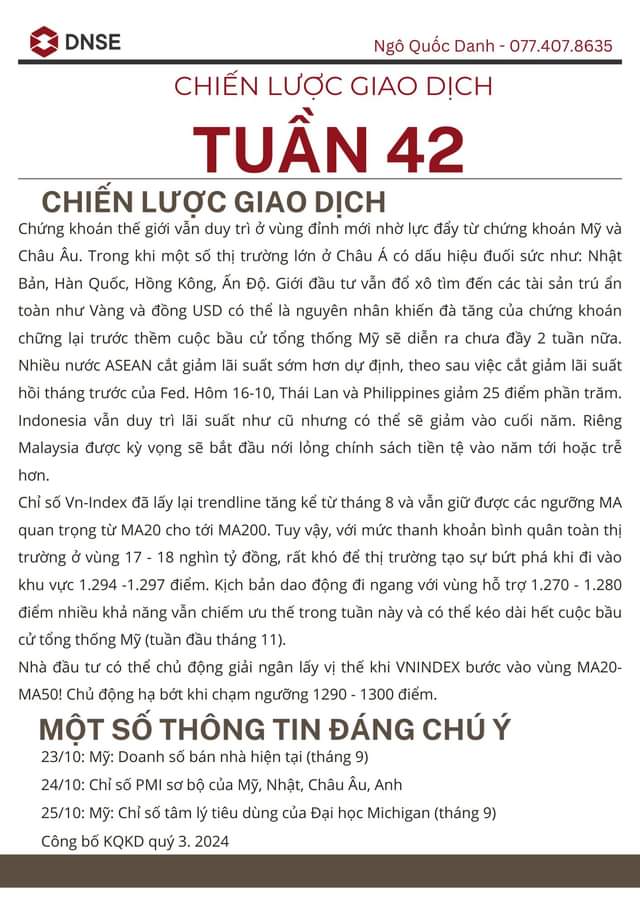 DNSE
Ngô Quốc Danh - 077.407.8635
CHIẾN LƯỢC GIAO DỊCH
TUẦN 42
CHIẾN LƯỢC GIAO DỊCH
Chứng khoán thế giới vẫn duy trì ở vùng đỉnh mới nhờ lực đẩy từ chứng khoán Mỹ và
Châu Âu. Trong khi một số thị trường lớn ở Châu Á có dấu hiệu đuối sức như: Nhật
Bản, Hàn Quốc, Hồng Kông, Ấn Độ. Giới đầu tư vẫn đổ xô tìm đến các tài sản trú ẩn
toàn như Vàng và đồng USD có thể là nguyên nhân khiến đà tăng của chứng khoán
chững lại trước thềm cuộc bầu cử tổng thống Mỹ sẽ diễn ra chưa đầy 2 tuần nữa.
Nhiều nước ASEAN cắt giảm lãi suất sớm hơn dự định, theo sau việc cắt giảm lãi suất
hồi tháng trước của Fed. Hôm 16-10, Thái Lan và Philippines giảm 25 điểm phần trăm.
Indonesia vẫn duy trì lãi suất như cũ nhưng có thể sẽ giảm vào cuối năm. Riêng
Malaysia được kỳ vọng sẽ bắt đầu nới lỏng chính sách tiền tệ vào năm tới hoặc trễ
hơn.
Chỉ số Vn-Index đã lấy lại trendline tăng kể từ tháng 8 và vẫn giữ được các ngưỡng MA
quan trọng từ MA20 cho tới MA200. Tuy vậy, với mức thanh khoản bình quân toàn thị
trường ở vùng 17 - 18 nghìn tỷ đồng, rất khó để thị trường tạo sự bứt phá khi đi vào
khu vực 1.294 -1.297 điểm. Kịch bản dao động đi ngang với vùng hỗ trợ 1.270 - 1.280
điểm nhiều khả năng vẫn chiếm ưu thế trong tuần này và có thể kéo dài hết cuộc bầu
cử tổng thống Mỹ (tuần đầu tháng 11).
Nhà đầu tư có thể chủ động giải ngân lấy vị thế khi VNINDEX bước vào vùng MA20-
MA50! Chủ động hạ bớt khi chạm ngưỡng 1290 - 1300 điểm.
MỘT SỐ THÔNG TIN ĐÁNG CHÚ Ý
23/10: Mỹ: Doanh số bán nhà hiện tại (tháng 9)
24/10: Chỉ số PMI sơ bộ của Mỹ, Nhật, Châu Âu, Anh
25/10: Mỹ: Chỉ số tâm lý tiêu dùng của Đại học Michigan (tháng 9)
Công bố KQKD quý 3. 2024